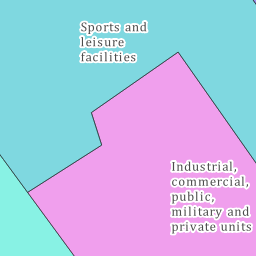 Sports and
leisure
facilities
Industrial,
commercial,
public,
military and
private units